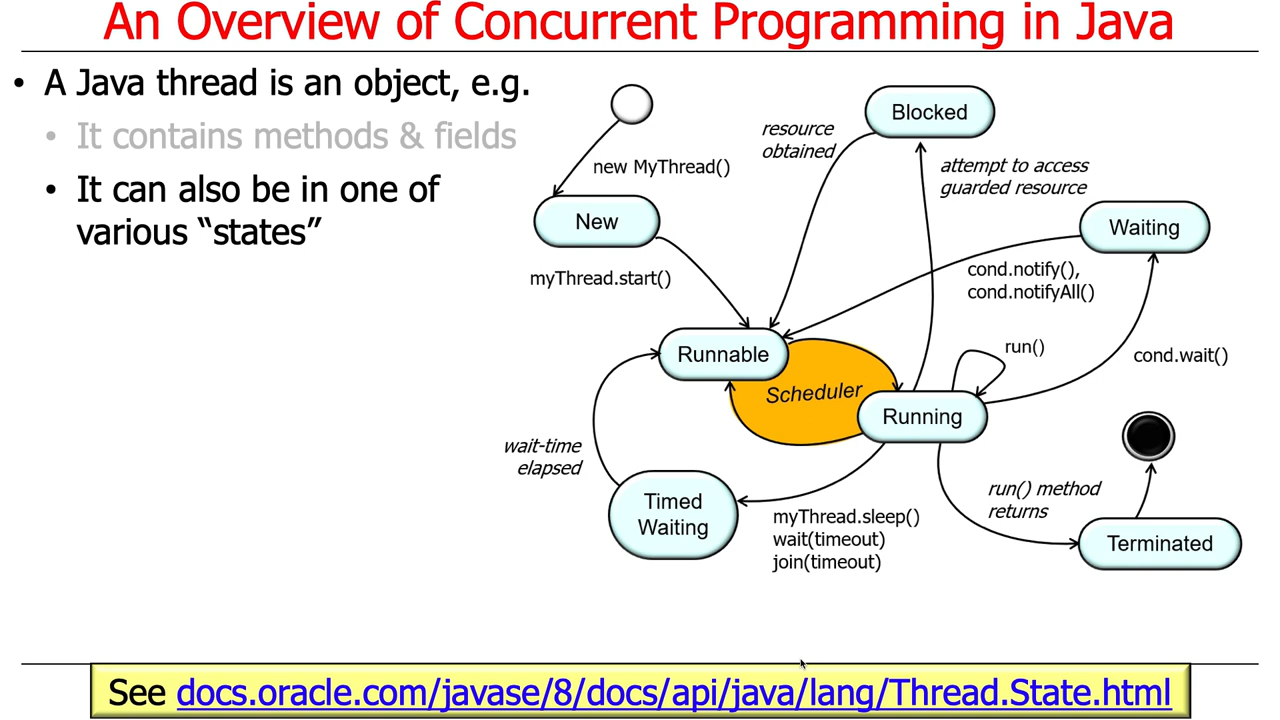 An Overview of Concurrent Programming in Java
• A Java thread is an object, e.g.
• It contains methods & fields
• It can also be in one of
various “states”
new MyThread()
New
myThread.start()
resource
obtained
Blocked
attempt to access
guarded resource
Waiting
cond.notify(),
cond.notifyAll()
cond.wait()
Runnable
Scheduler
run()
Running
wait-time
elapsed
Timed
Waiting
myThread.sleep()
wait(timeout)
join(timeout)
run() method
returns
Terminated
See docs.oracle.com/javase/8/docs/api/java/lang/Thread.State.html